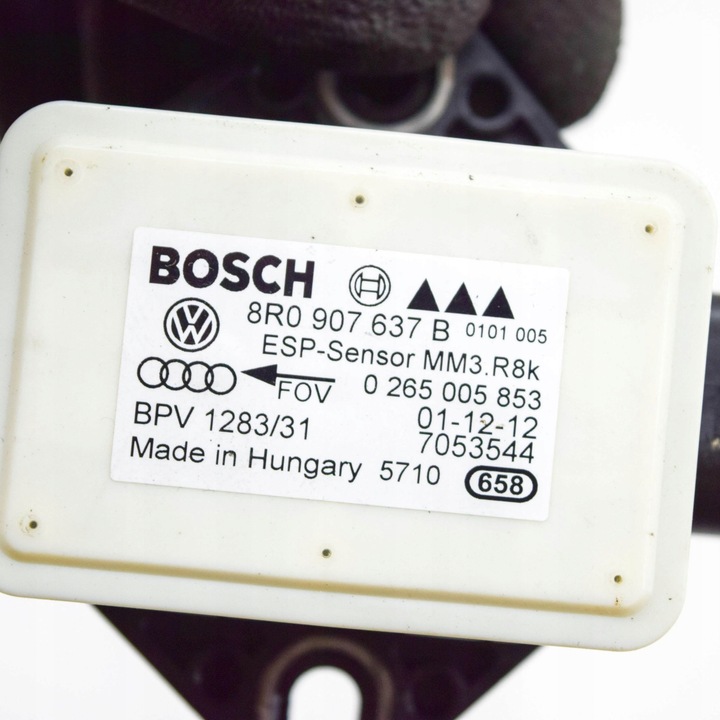 BOSCH
8R0 907 637 B 0101 005
ESP-Sensor MM3.R8k
FOV 0 265 005 853
BPV 1283/31 01-12-12
7053544
Made in Hungary 5710 658